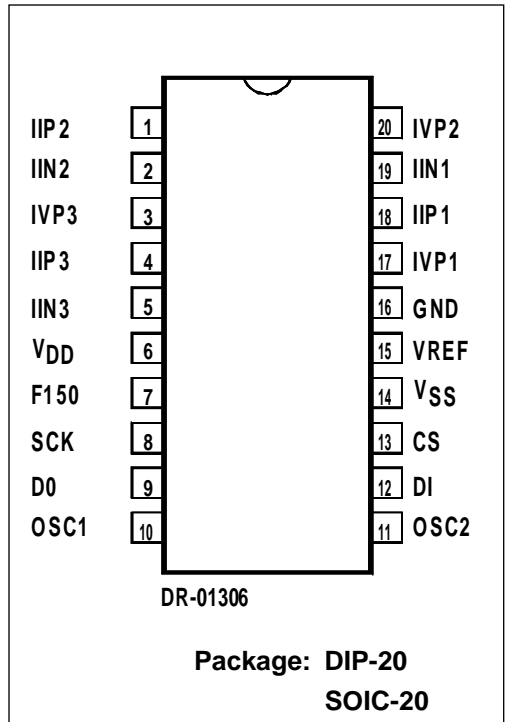 IIP2 1 20 IVP2
IIN2 2 19 IIN1
IVP3 3 18 IIP1
IIP3 4 17 IVP1
IIN3 5 16 GND
VDD 6 15 VREF
F150 7 14 VSS
SCK 8 13 CS
D0 9 12 DI
OSC1 10 11 OSC2
DR-01306
Package: DIP-20
SOIC-20